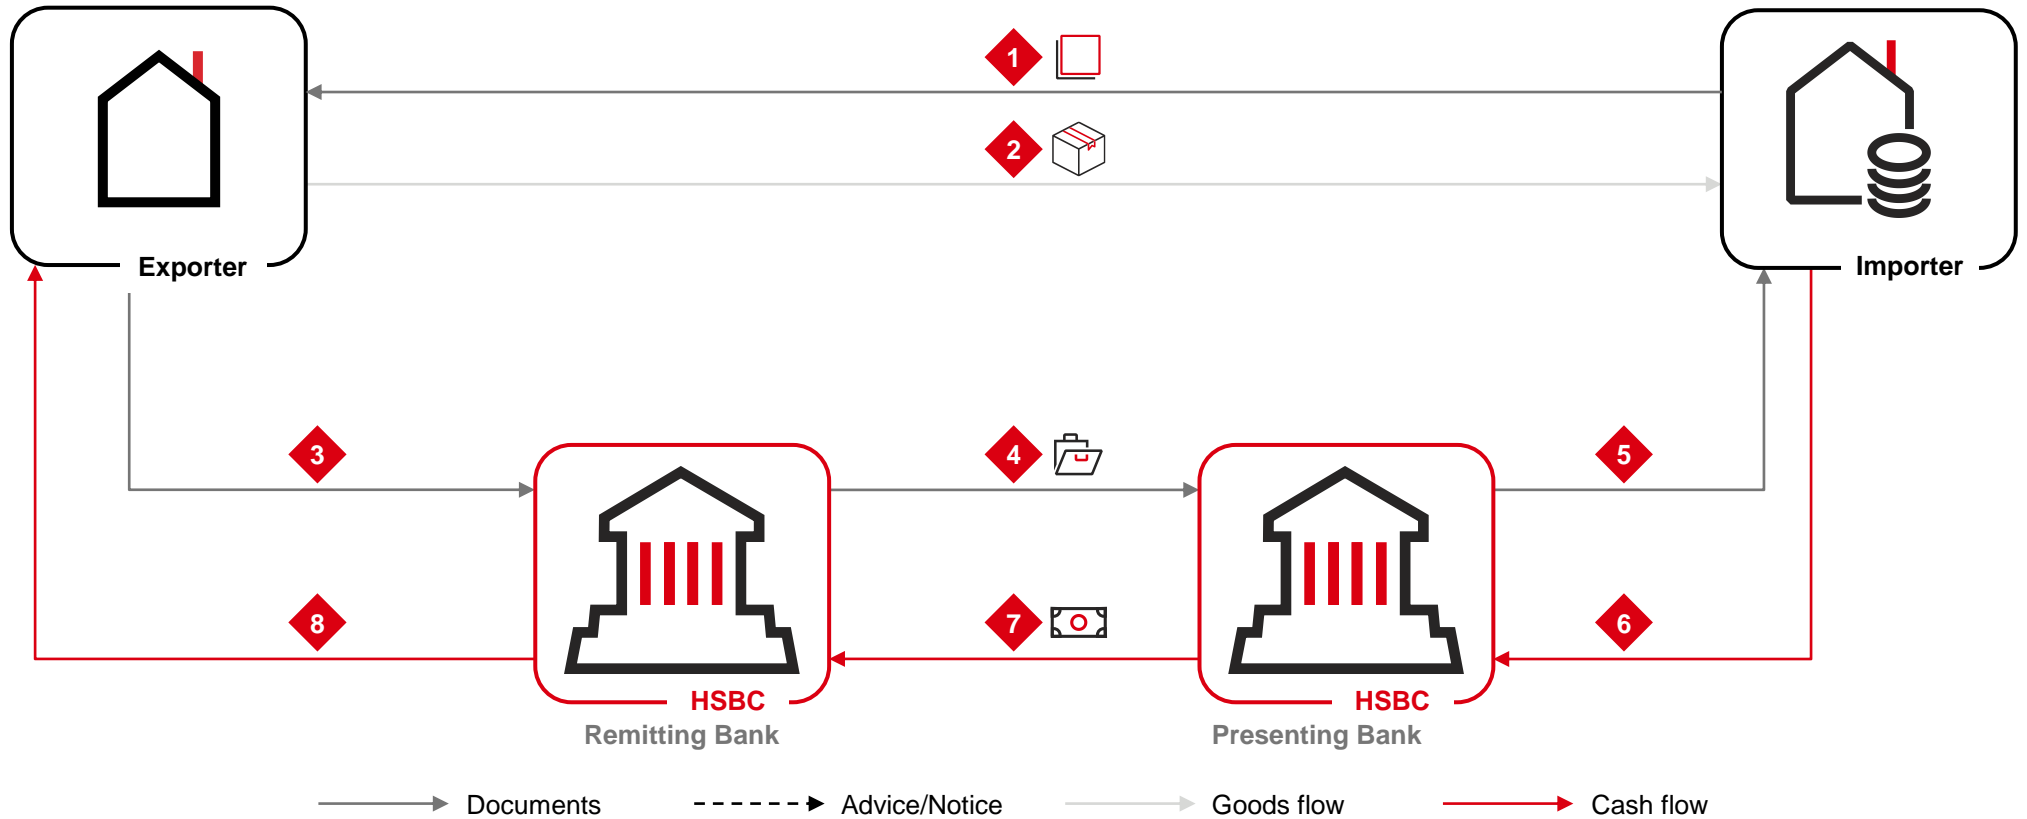 1
2
Exporter
Importer
3
4
5
8
7
6
HSBC
Remitting Bank
HSBC
Presenting Bank
Documents
Advice/Notice
Goods flow
Cash flow